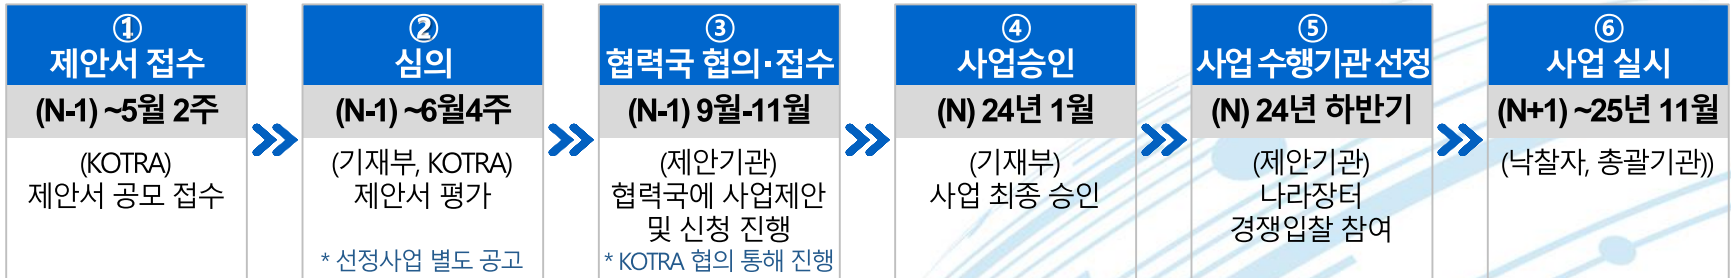 ①
제안서 접수
(N-1) ~5월 2주
(KOTRA)
제안서 공모 접수
②
심의
(N-1) ~6월4주
(기재부, KOTRA)
제안서 평가
* 선정사업 별도 공고
③
협력국 협의·접수
(N-1) 9월-11월
(제안기관)
협력국에 사업제안
및 신청 진행
* KOTRA 협의 통해 진행
④
사업승인
(N) 24년 1월
(기재부)
사업 최종 승인
⑤
사업 수행기관 선정
(N) 24년 하반기
(제안기관)
나라장터
경쟁입찰 참여
⑥
사업 실시
(N+1) ~25년 11월
(낙찰자, 총괄기관))